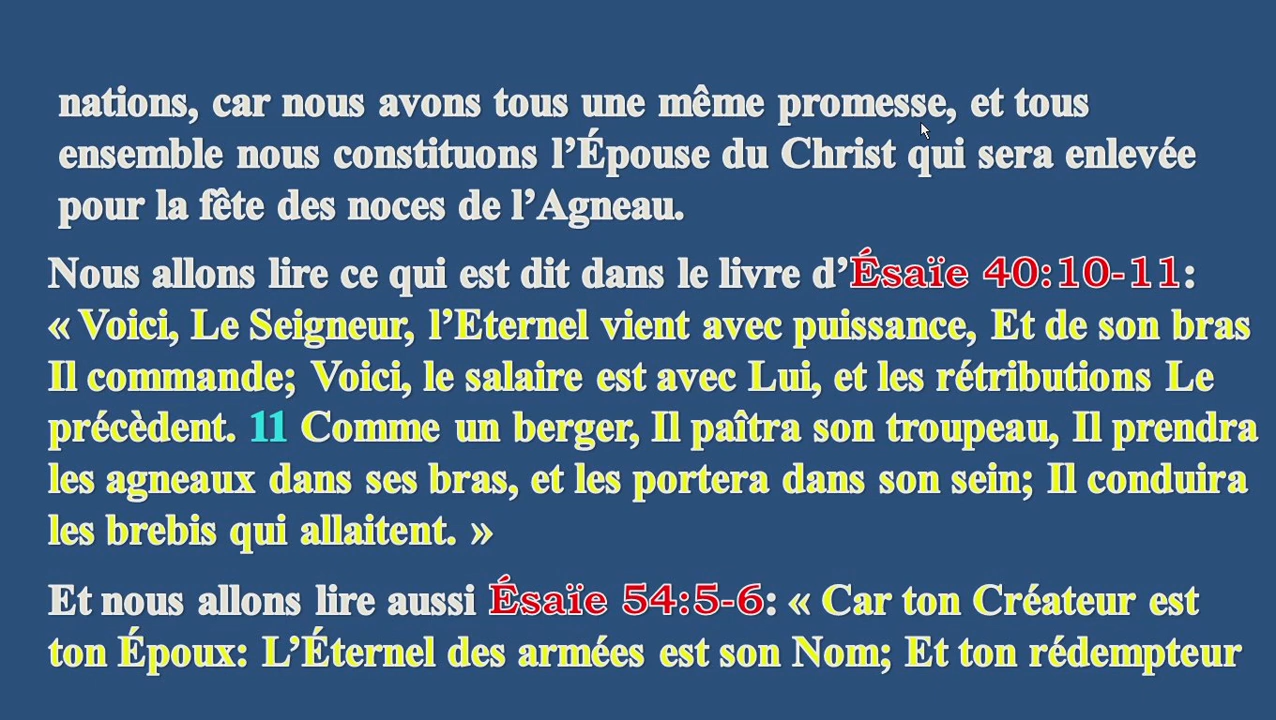 nations, car nous avons tous une même promesse, et tous
ensemble nous constituons l’Épouse du Christ qui sera enlevée
pour la fête des noces de l’Agneau.
Nous allons lire ce qui est dit dans le livre d’Ésaïe 40:10-11:
« Voici, Le Seigneur, l’Eternel vient avec puissance, Et de son bras
Il commande; Voici, le salaire est avec Lui, et les rétributions Le
précèdent. 11 Comme un berger, Il paîtra son troupeau, Il prendra
les agneaux dans ses bras, et les portera dans son sein; Il conduira
les brebis qui allaitent. »
Et nous allons lire aussi Ésaïe 54:5-6: « Car ton Créateur est
ton Époux: L’Éternel des armées est son Nom; Et ton rédempteur